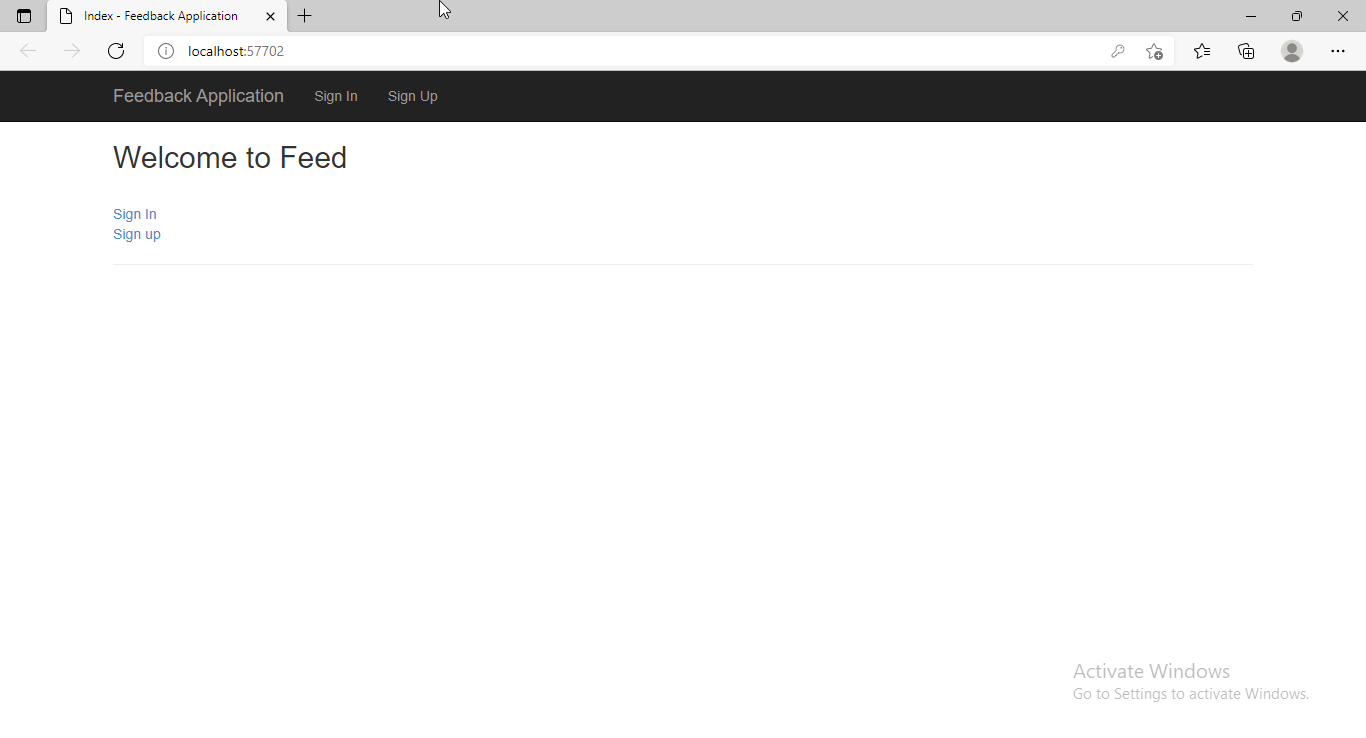 Index - Feedback Application
localhost:57702
Feedback Application Sign In Sign Up
Welcome to Feed
Sign In
Sign up
Activate Windows
Go to Settings to activate Windows.